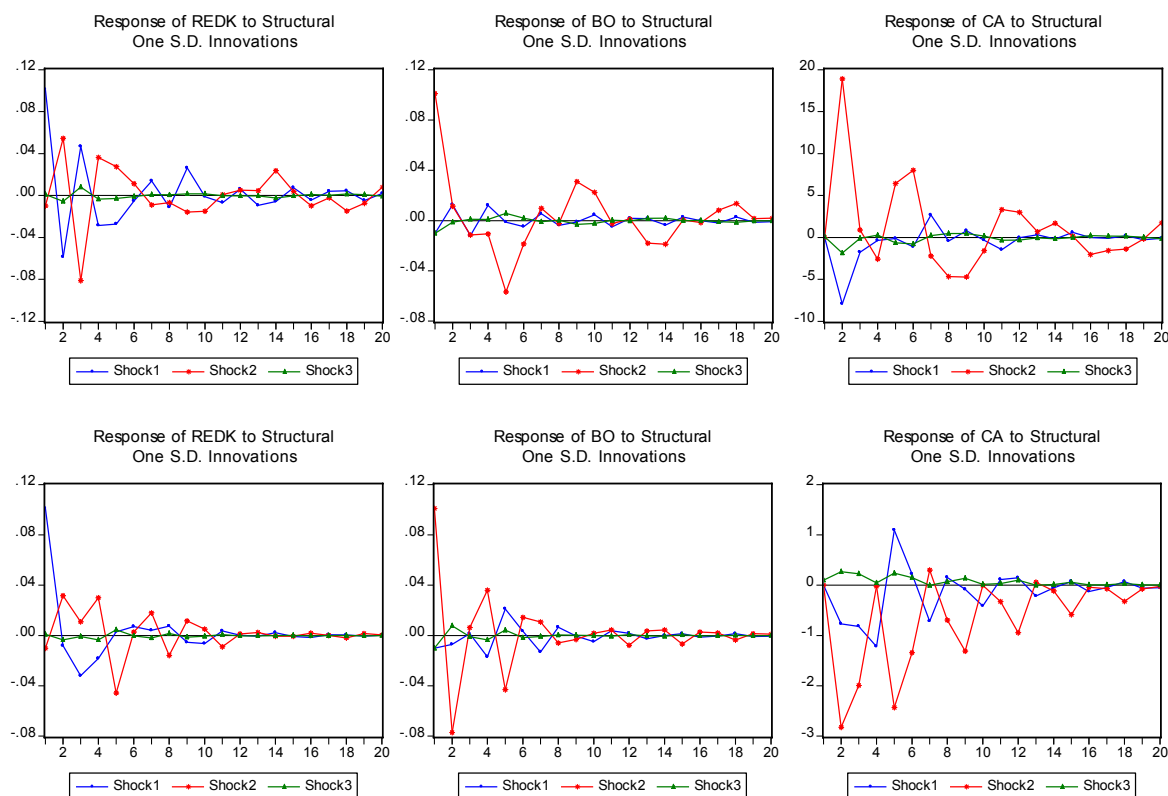 Response of REDK to Structural
One S.D. Innovations
.12
.08
.04
.00
-.04
-.08
-.12
2 4 6 8 10 12 14 16 18 20
Shock1 Shock2 Shock3
Response of BO to Structural
One S.D. Innovations
.12
.08
.04
.00
-.04
-.08
2 4 6 8 10 12 14 16 18 20
Shock1 Shock2 Shock3
Response of CA to Structural
One S.D. Innovations
20
15
10
5
0
-5
-10
2 4 6 8 10 12 14 16 18 20
Shock1 Shock2 Shock3
Response of REDK to Structural
One S.D. Innovations
.12
.08
.04
.00
-.04
-.08
2 4 6 8 10 12 14 16 18 20
Shock1 Shock2 Shock3
Response of BO to Structural
One S.D. Innovations
.12
.08
.04
.00
-.04
-.08
2 4 6 8 10 12 14 16 18 20
Shock1 Shock2 Shock3
Response of CA to Structural
One S.D. Innovations
2
1
0
-1
-2
-3
2 4 6 8 10 12 14 16 18 20
Shock1 Shock2 Shock3